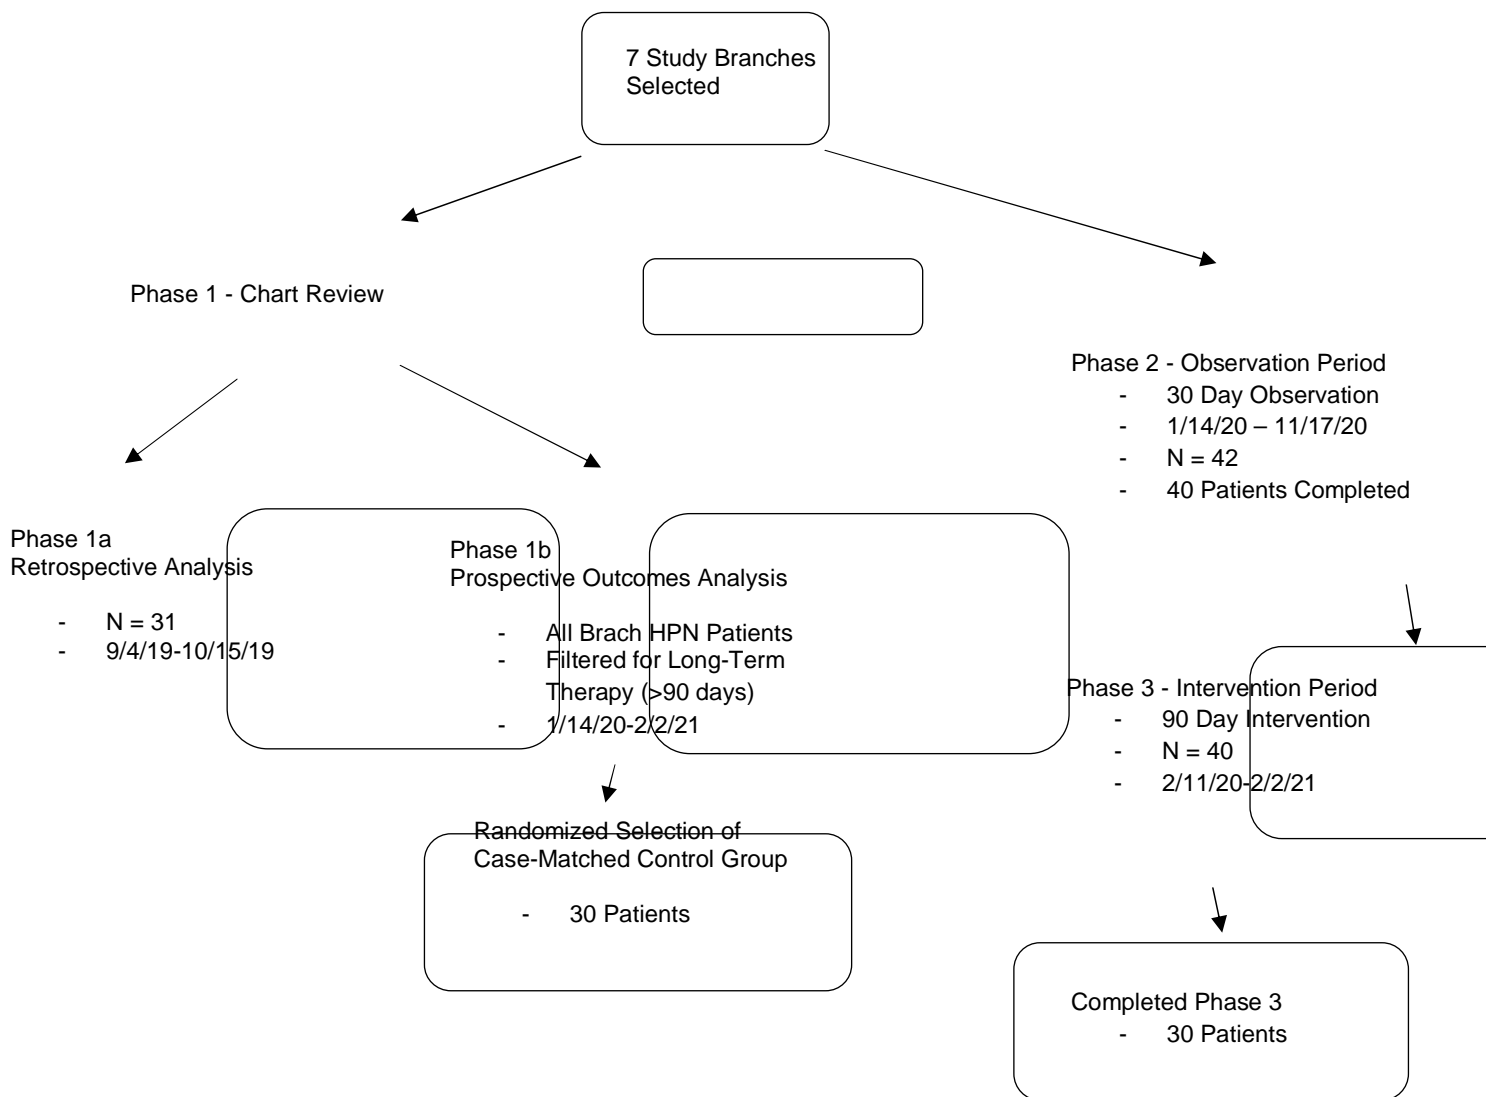 7 Study Branches
Selected
Phase 1 - Chart Review
Phase 2 - Observation Period
- 30 Day Observation
- 1/14/20 – 11/17/20
- N = 42
- 40 Patients Completed
Phase 1a
Retrospective Analysis
- N = 31
- 9/4/19-10/15/19
Phase 1b
Prospective Outcomes Analysis
- All Brach HPN Patients
- Filtered for Long-Term
Therapy (>90 days)
- 1/14/20-2/2/21
Phase 3 - Intervention Period
- 90 Day Intervention
- N = 40
- 2/11/20-2/2/21
Randomized Selection of
Case-Matched Control Group
- 30 Patients
Completed Phase 3
- 30 Patients